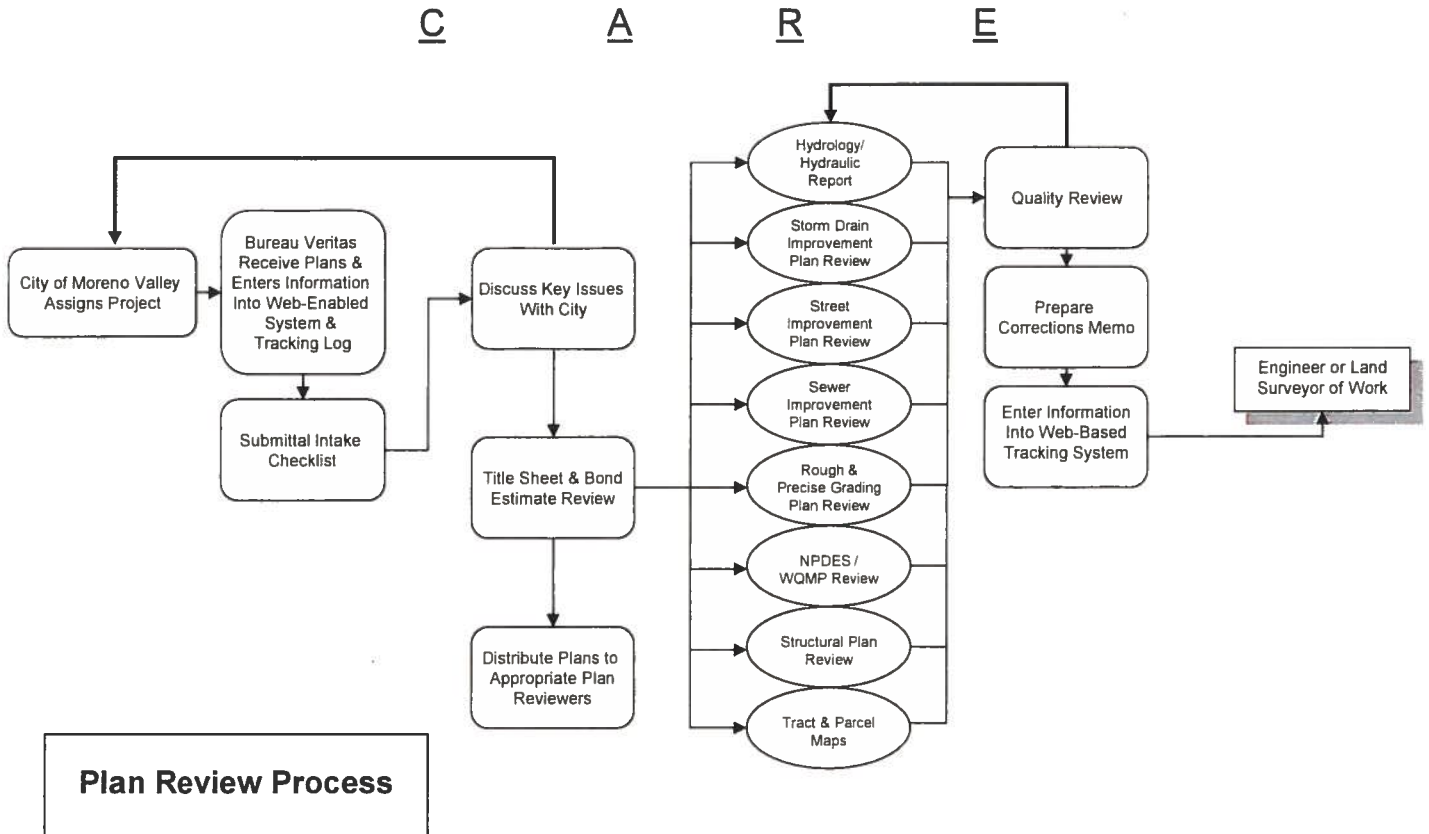 C A R E
City of Moreno Valley
Assigns Project
Bureau Veritas
Receive Plans &
Enters Information
Into Web-Enabled
System &
Tracking Log
Submittal Intake
Checklist
Discuss Key Issues
With City
Title Sheet & Bond
Estimate Review
Distribute Plans to
Appropriate Plan
Reviewers
Hydrology/
Hydraulic
Report
Storm Drain
Improvement
Plan Review
Street
Improvement
Plan Review
Sewer
Improvement
Plan Review
Rough &
Precise Grading
Plan Review
NPDES /
WQMP Review
Structural Plan
Review
Tract & Parcel
Maps
Quality Review
Prepare
Corrections Memo
Enter Information
Into Web-Based
Tracking System
Engineer or Land
Surveyor of Work
Plan Review Process